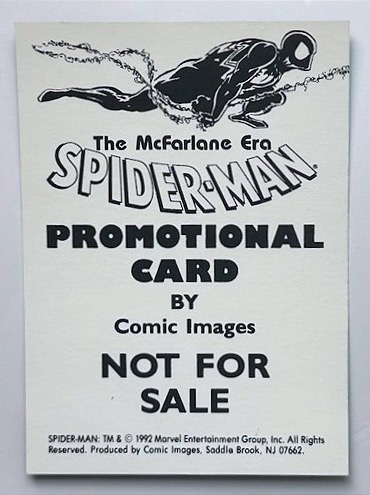 The McFarlane Era
SPIDER-MAN®
PROMOTIONAL
CARD
BY
Comic Images
NOT FOR
SALE
SPIDER-MAN: TM & © 1992 Marvel Entertainment Group, Inc. All Rights
Reserved. Produced by Comic Images, Saddle Brook, NJ 07662.